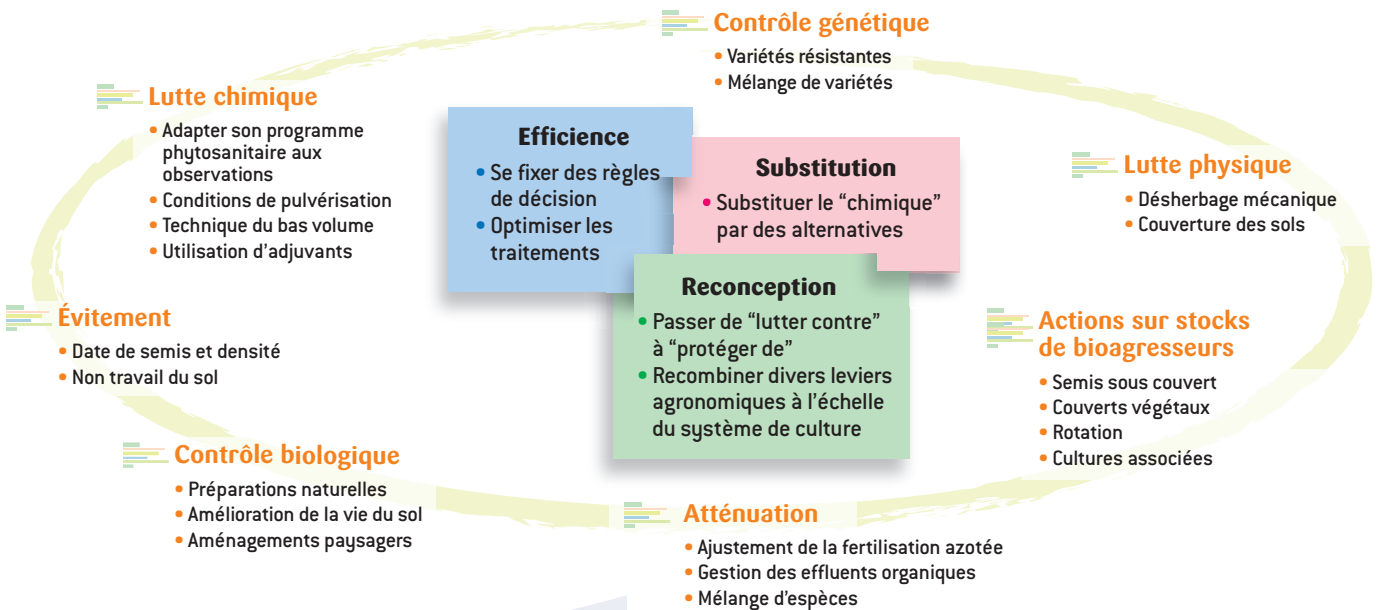 Contrôle génétique
• Variétés résistantes
• Mélange de variétés
Lutte chimique
• Adapter son programme
phytosanitaire aux
observations
• Conditions de pulvérisation
• Technique du bas volume
• Utilisation d'adjuvants
Efficience
• Se fixer des règles
de décision
• Optimiser les
traitements
Substitution
• Substituer le “chimique”
par des alternatives
Lutte physique
• Désherbage mécanique
• Couverture des sols
Reconception
• Passer de “lutter contre”
à “protéger de”
• Recombiner divers leviers
agronomiques à l'échelle
du système de culture
Évitement
• Date de semis et densité
• Non travail du sol
Actions sur stocks
de bioagresseurs
• Semis sous couvert
• Couverts végétaux
• Rotation
• Cultures associées
Contrôle biologique
• Préparations naturelles
• Amélioration de la vie du sol
• Aménagements paysagers
Atténuation
• Ajustement de la fertilisation azotée
• Gestion des effluents organiques
• Mélange d'espèces